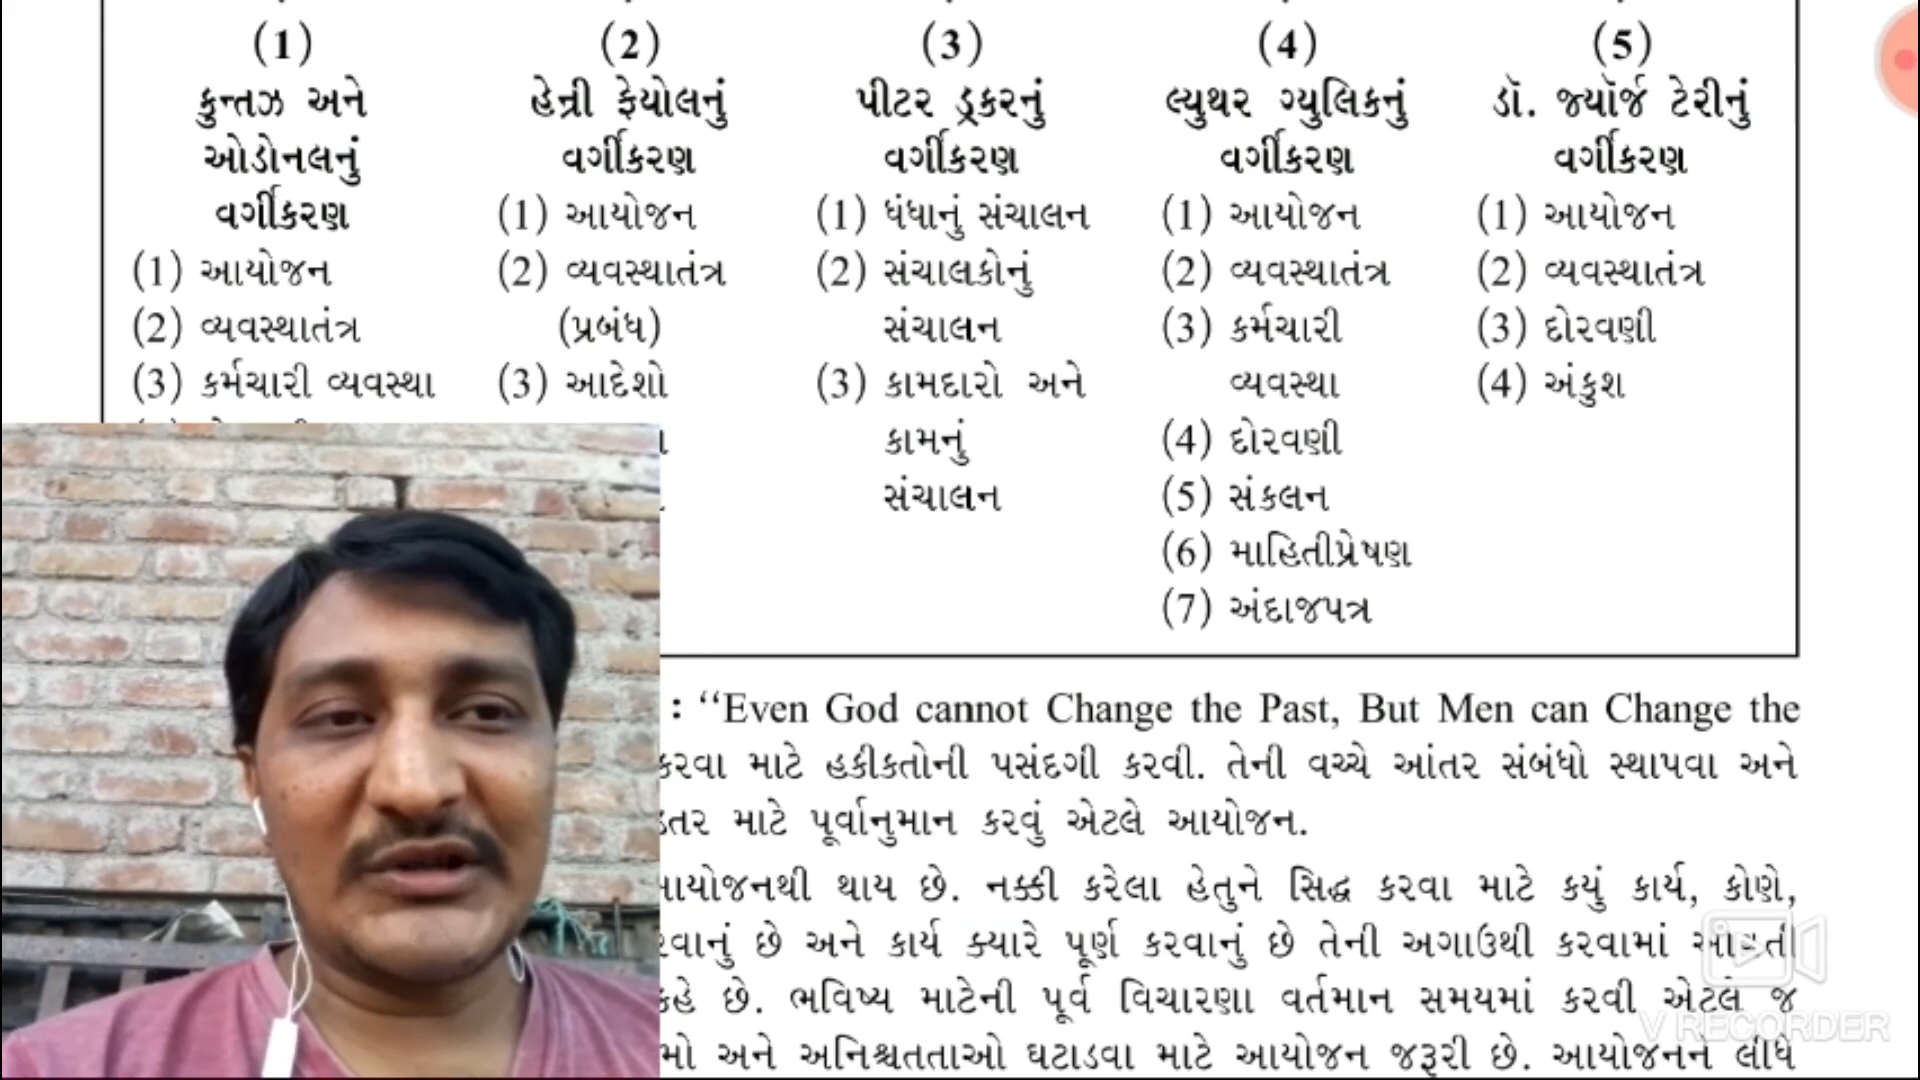 (1) (2) (3) (4) (5)
કુન્તઝ અને
ઓડોનલનું
વર્ગીકરણ
(1) આયોજન
(2) વ્યવસ્થાતંત્ર
(3) કર્મચારી વ્યવસ્થા
હેન્રી ફેયોલનું
વર્ગીકરણ
(1) આયોજન
(2) વ્યવસ્થાતંત્ર
(પ્રબંધ)
(3) આદેશો
પીટર ડ્રકરનું
વર્ગીકરણ
(1) ધંધાનું સંચાલન
(2) સંચાલકોનું
સંચાલન
(3) કામદારો અને
કામનું
સંચાલન
લ્યુથર ગ્યુલિકનું
વર્ગીકરણ
(1) આયોજન
(2) વ્યવસ્થાતંત્ર
(3) કર્મચારી
વ્યવસ્થા
(4) દોરવણી
(5) સંકલન
(6) માહિતીપ્રેષણ
(7) અંદાજપત્ર
ડૉ. જ્યૉર્જ ટેરીનું
વર્ગીકરણ
(1) આયોજન
(2) વ્યવસ્થાતંત્ર
(3) દોરવણી
(4) અંકુશ
: “Even God cannot Change the Past, But Men can Change the
કરવા માટે હકીકતોની પસંદગી કરવી. તેની વચ્ચે આંતર સંબંધો સ્થાપવા અને
માટે પૂર્વાનુમાન કરવું એટલે આયોજન.
થાય છે. નક્કી કરેલા હેતુને સિદ્ધ કરવા માટે કયું કાર્ય, કોણે,
છે અને કાર્ય ક્યારે પૂર્ણ કરવાનું છે તેની અગાઉથી કરવામાં આવતી
કહે છે. ભવિષ્ય માટેની પૂર્વ વિચારણા વર્તમાન સમયમાં કરવી એટલે જ
અને અનિશ્ચતતાઓ ઘટાડવા માટે આયોજન જરૂરી છે. આયોજનને લીધે
V RECORDER